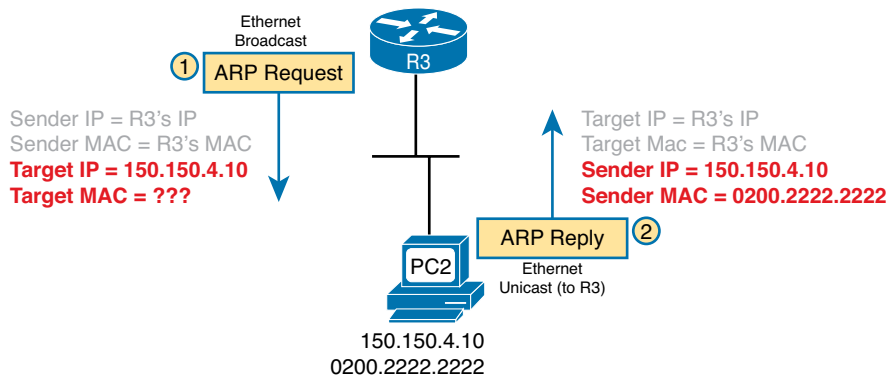 Ethernet
Broadcast
1
ARP Request
R3
Sender IP = R3's IP
Sender MAC = R3's MAC
Target IP = 150.150.4.10
Target MAC = ???
Target IP = R3's IP
Target Mac = R3's MAC
Sender IP = 150.150.4.10
Sender MAC = 0200.2222.2222
ARP Reply
2
Ethernet
Unicast (to R3)
PC2
150.150.4.10
0200.2222.2222